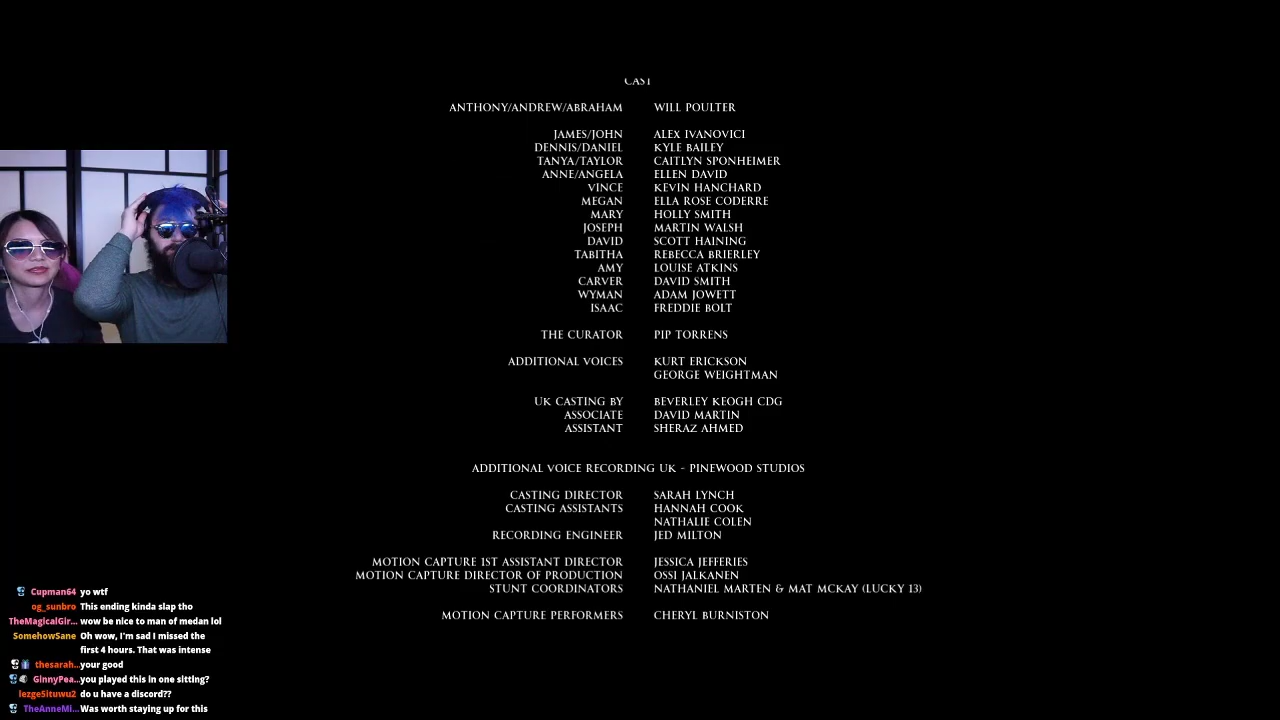 CAST
ANTHONY/ANDREW/ABRAHAM WILL POULTER
JAMES/JOHN ALEX IVANOVICI
DENNIS/DANIEL KYLE BAILEY
TANYA/TAYLOR CAITLYN SPONHEIMER
ANNE/ANGELA ELLEN DAVID
VINCE KEVIN HANCHARD
MEGAN ELLA ROSE CODERRE
MARY HOLLY SMITH
JOSEPH MARTIN WALSH
DAVID SCOTT HAINING
TABITHA REBECCA BRIERLEY
AMY LOUISE ATKINS
CARVER DAVID SMITH
WYMAN ADAM JOWETT
ISAAC FREDDIE BOLT
THE CURATOR PIP TORRENS
ADDITIONAL VOICES KURT ERICKSON
GEORGE WEIGHTMAN
UK CASTING BY BEVERLEY KEOGH CDG
ASSOCIATE DAVID MARTIN
ASSISTANT SHERAZ AHMED
ADDITIONAL VOICE RECORDING UK - PINEWOOD STUDIOS
CASTING DIRECTOR SARAH LYNCH
CASTING ASSISTANTS HANNAH COOK
NATHALIE COLEN
RECORDING ENGINEER JED MILTON
MOTION CAPTURE 1ST ASSISTANT DIRECTOR JESSICA JEFFERIES
MOTION CAPTURE DIRECTOR OF PRODUCTION OSSI JALKANEN
STUNT COORDINATORS NATHANIEL MARTEN & MAT MCKAY (LUCKY 13)
MOTION CAPTURE PERFORMERS CHERYL BURNISTON
Cupman64 yo wtf
og_sunbro This ending kinda slap tho
TheMagicalGir... wow be nice to man of medan lol
SomehowSane Oh wow, I'm sad I missed the
first 4 hours. That was intense
thesarah... your good
GinnyPea... you played this in one sitting?
lezge5ituwu2 do u have a discord??
TheAnneMi... Was worth staying up for this